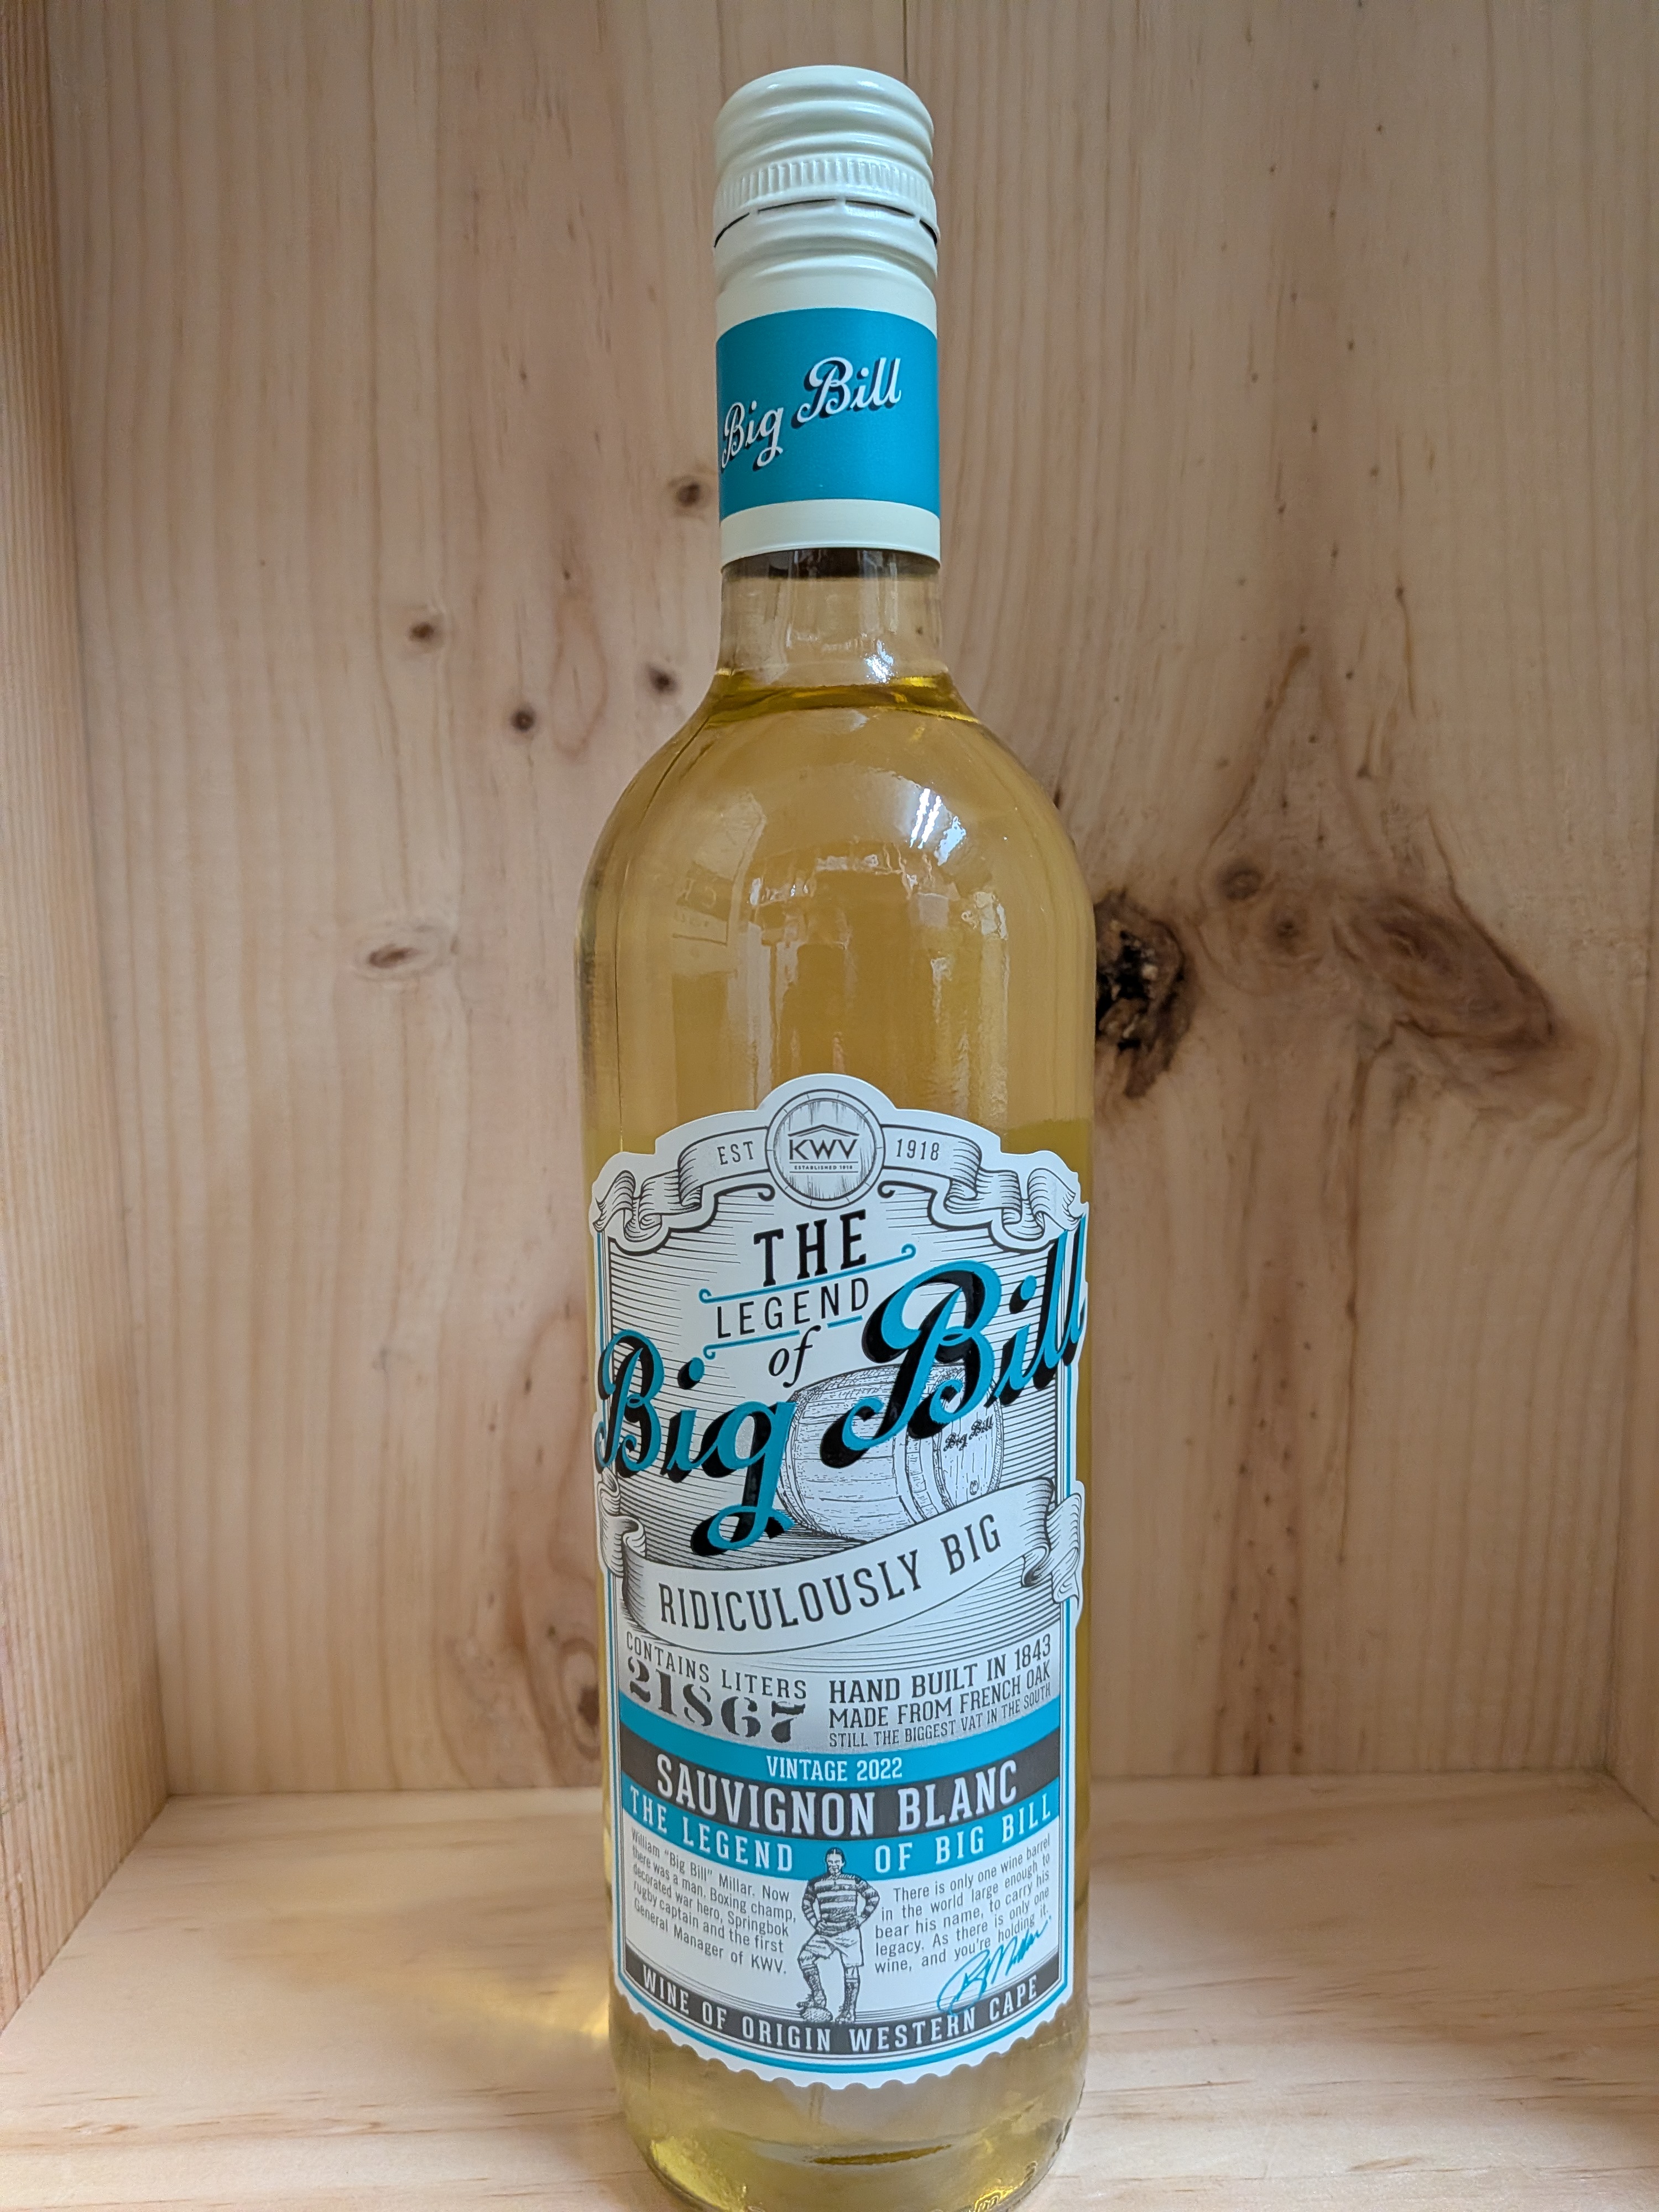 Big Bill
EST KWV 1918
ESTABLISHED 1918
THE
LEGEND
of
Big Bill
Big Bill
RIDICULOUSLY BIG
CONTAINS LITERS
21867
HAND BUILT IN 1843
MADE FROM FRENCH OAK
STILL THE BIGGEST VAT IN THE SOUTH
VINTAGE 2022
SAUVIGNON BLANC
THE LEGEND OF BIG BILL
William "Big Bill" Millar. Now
there was a man. Boxing champ,
decorated war hero, Springbok
rugby captain and the first
General Manager of KWV.
There is only one wine barrel
in the world large enough to
bear his name, to carry his
legacy. As there is only one
wine, and you're holding it.
WINE OF ORIGIN WESTERN CAPE